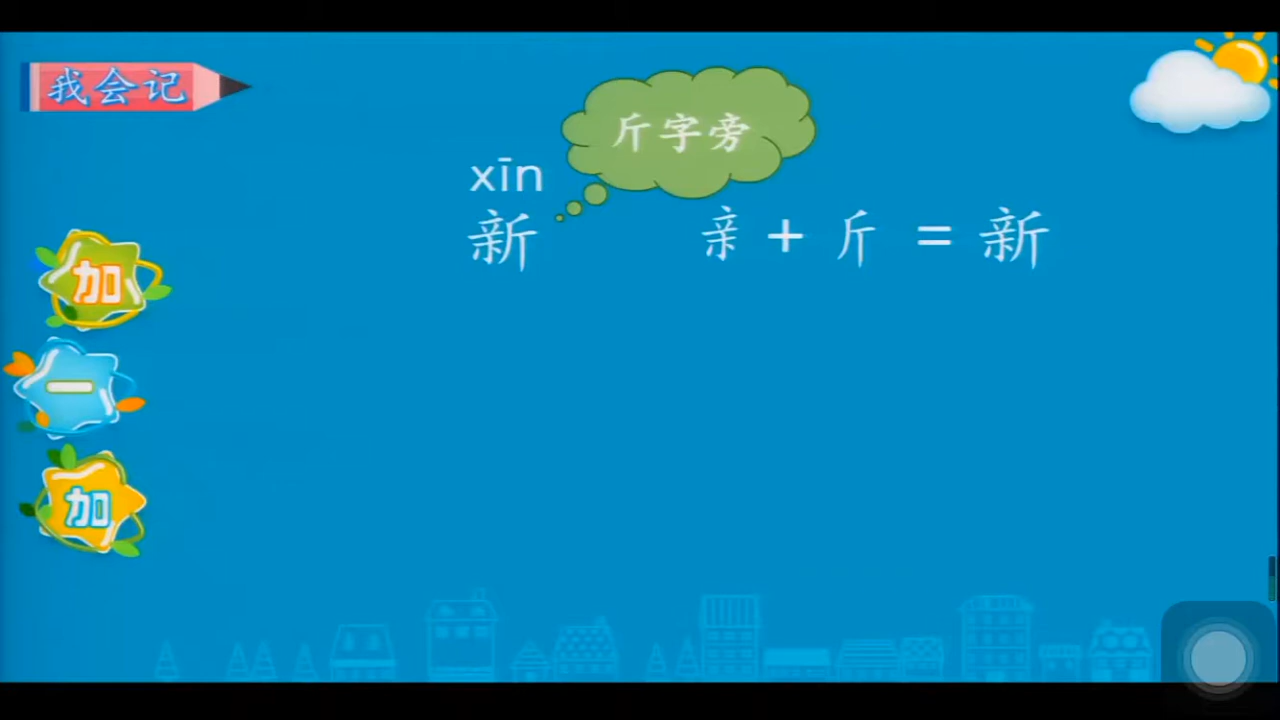 我会记
斤字旁
xīn
新 亲 + 斤 = 新
加
一
加